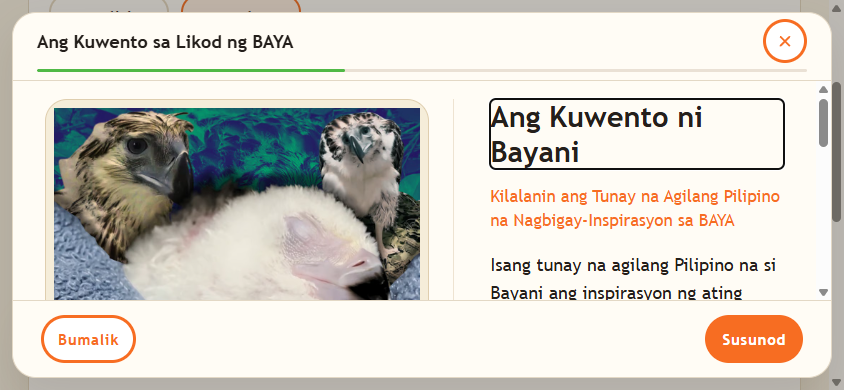 Ang Kuwento sa Likod ng BAYA
Ang Kuwento ni
Bayani
Kilalanin ang Tunay na Agilang Pilipino
na Nagbigay-Inspirasyon sa BAYA
Isang tunay na agilang Pilipino na si
Bayani ang inspirasyon ng ating
Bumalik
Susunod